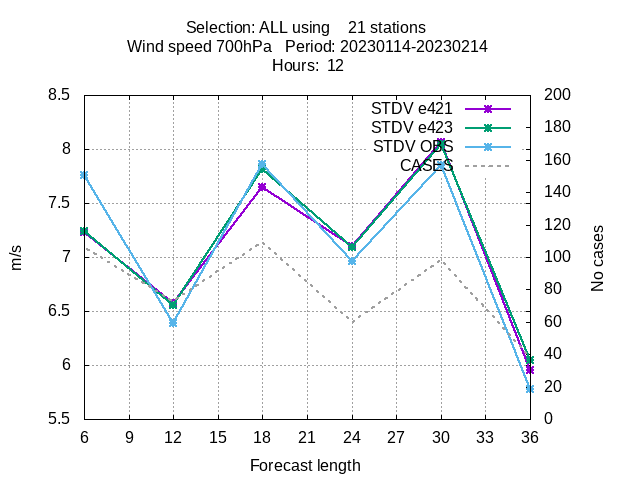 Selection: ALL using    21 stations
Wind speed 700hPa   Period: 20230114-20230214
Hours:  12
8.5
8
7.5
7
6.5
6
5.5
200
180
160
140
120
100
80
60
40
20
0
STDV e421
STDV e423
STDV OBS
CASES
m/s
No cases
6 9 12 15 18 21 24 27 30 33 36
Forecast length